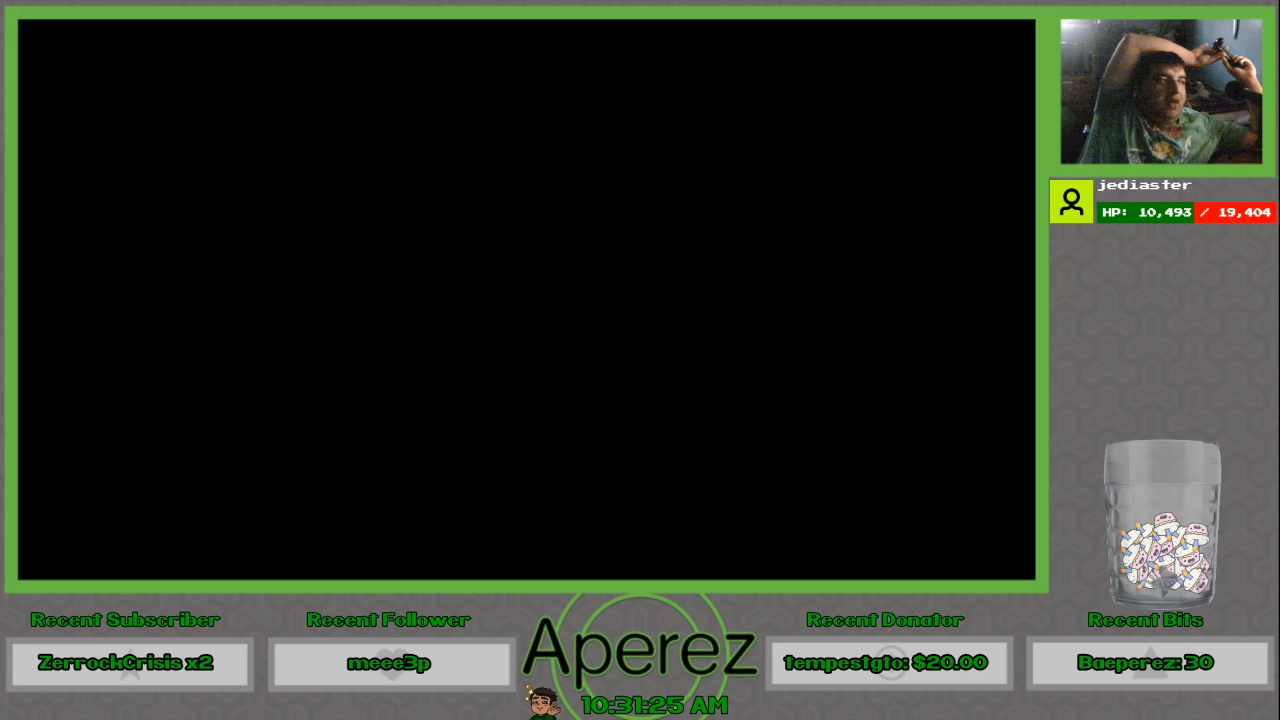 jediaster
HP: 10,493 / 19,404
Recent Subscriber
ZerrockCrisis x2
Recent Follower
meee3p
Aperez
10:31:25 AM
Recent Donator
tempestgto: $20.00
Recent Bits
Baeperez: 30